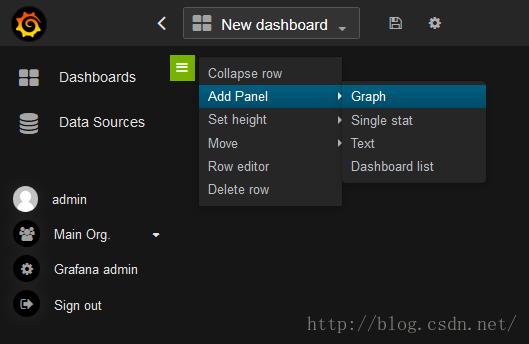 New dashboard
Dashboards
Data Sources
admin
Main Org.
Grafana admin
Sign out
Collapse row
Add Panel
Set height
Move
Row editor
Delete row
Graph
Single stat
Text
Dashboard list
http://blog.csdn.net/